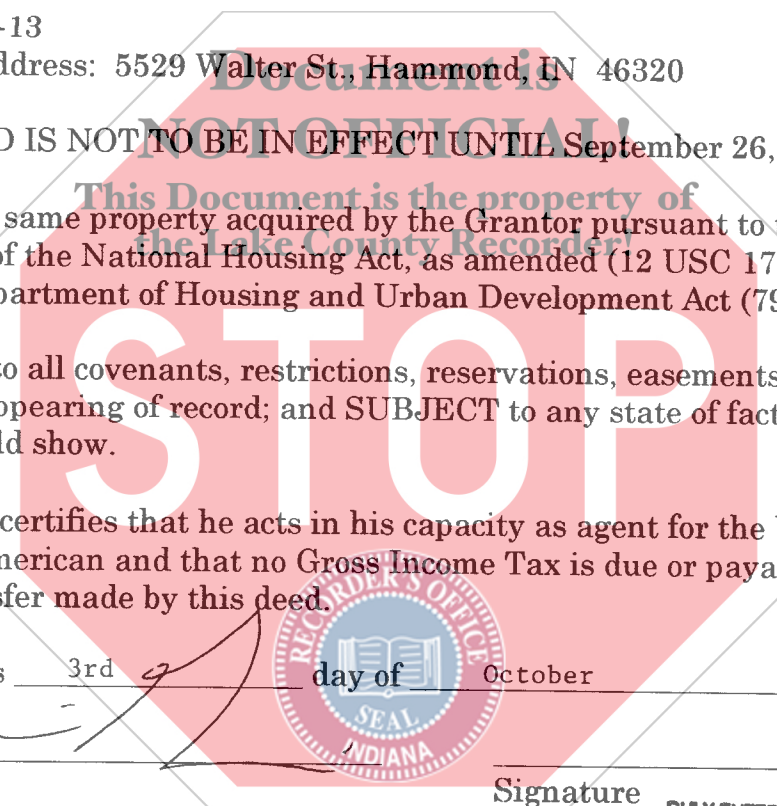 -13
ddress: 5529 Walter St., Hammond, IN 46320
Document is
NOT OFFICIAL!
D IS NOT TO BE IN EFFECT UNTIL September 26,
This Document is the property of
the Lake County Recorder!
same property acquired by the Grantor pursuant to
of the National Housing Act, as amended (12 USC 17
partment of Housing and Urban Development Act (79
STOP
to all covenants, restrictions, reservations, easements
ppearing of record; and SUBJECT to any state of fact
ld show.
certifies that he acts in his capacity as agent for the
merican and that no Gross Income Tax is due or paya
sfer made by this deed.
s 3rd day of October
RECORDER'S OFFICE
SEAL
INDIANA
Signature